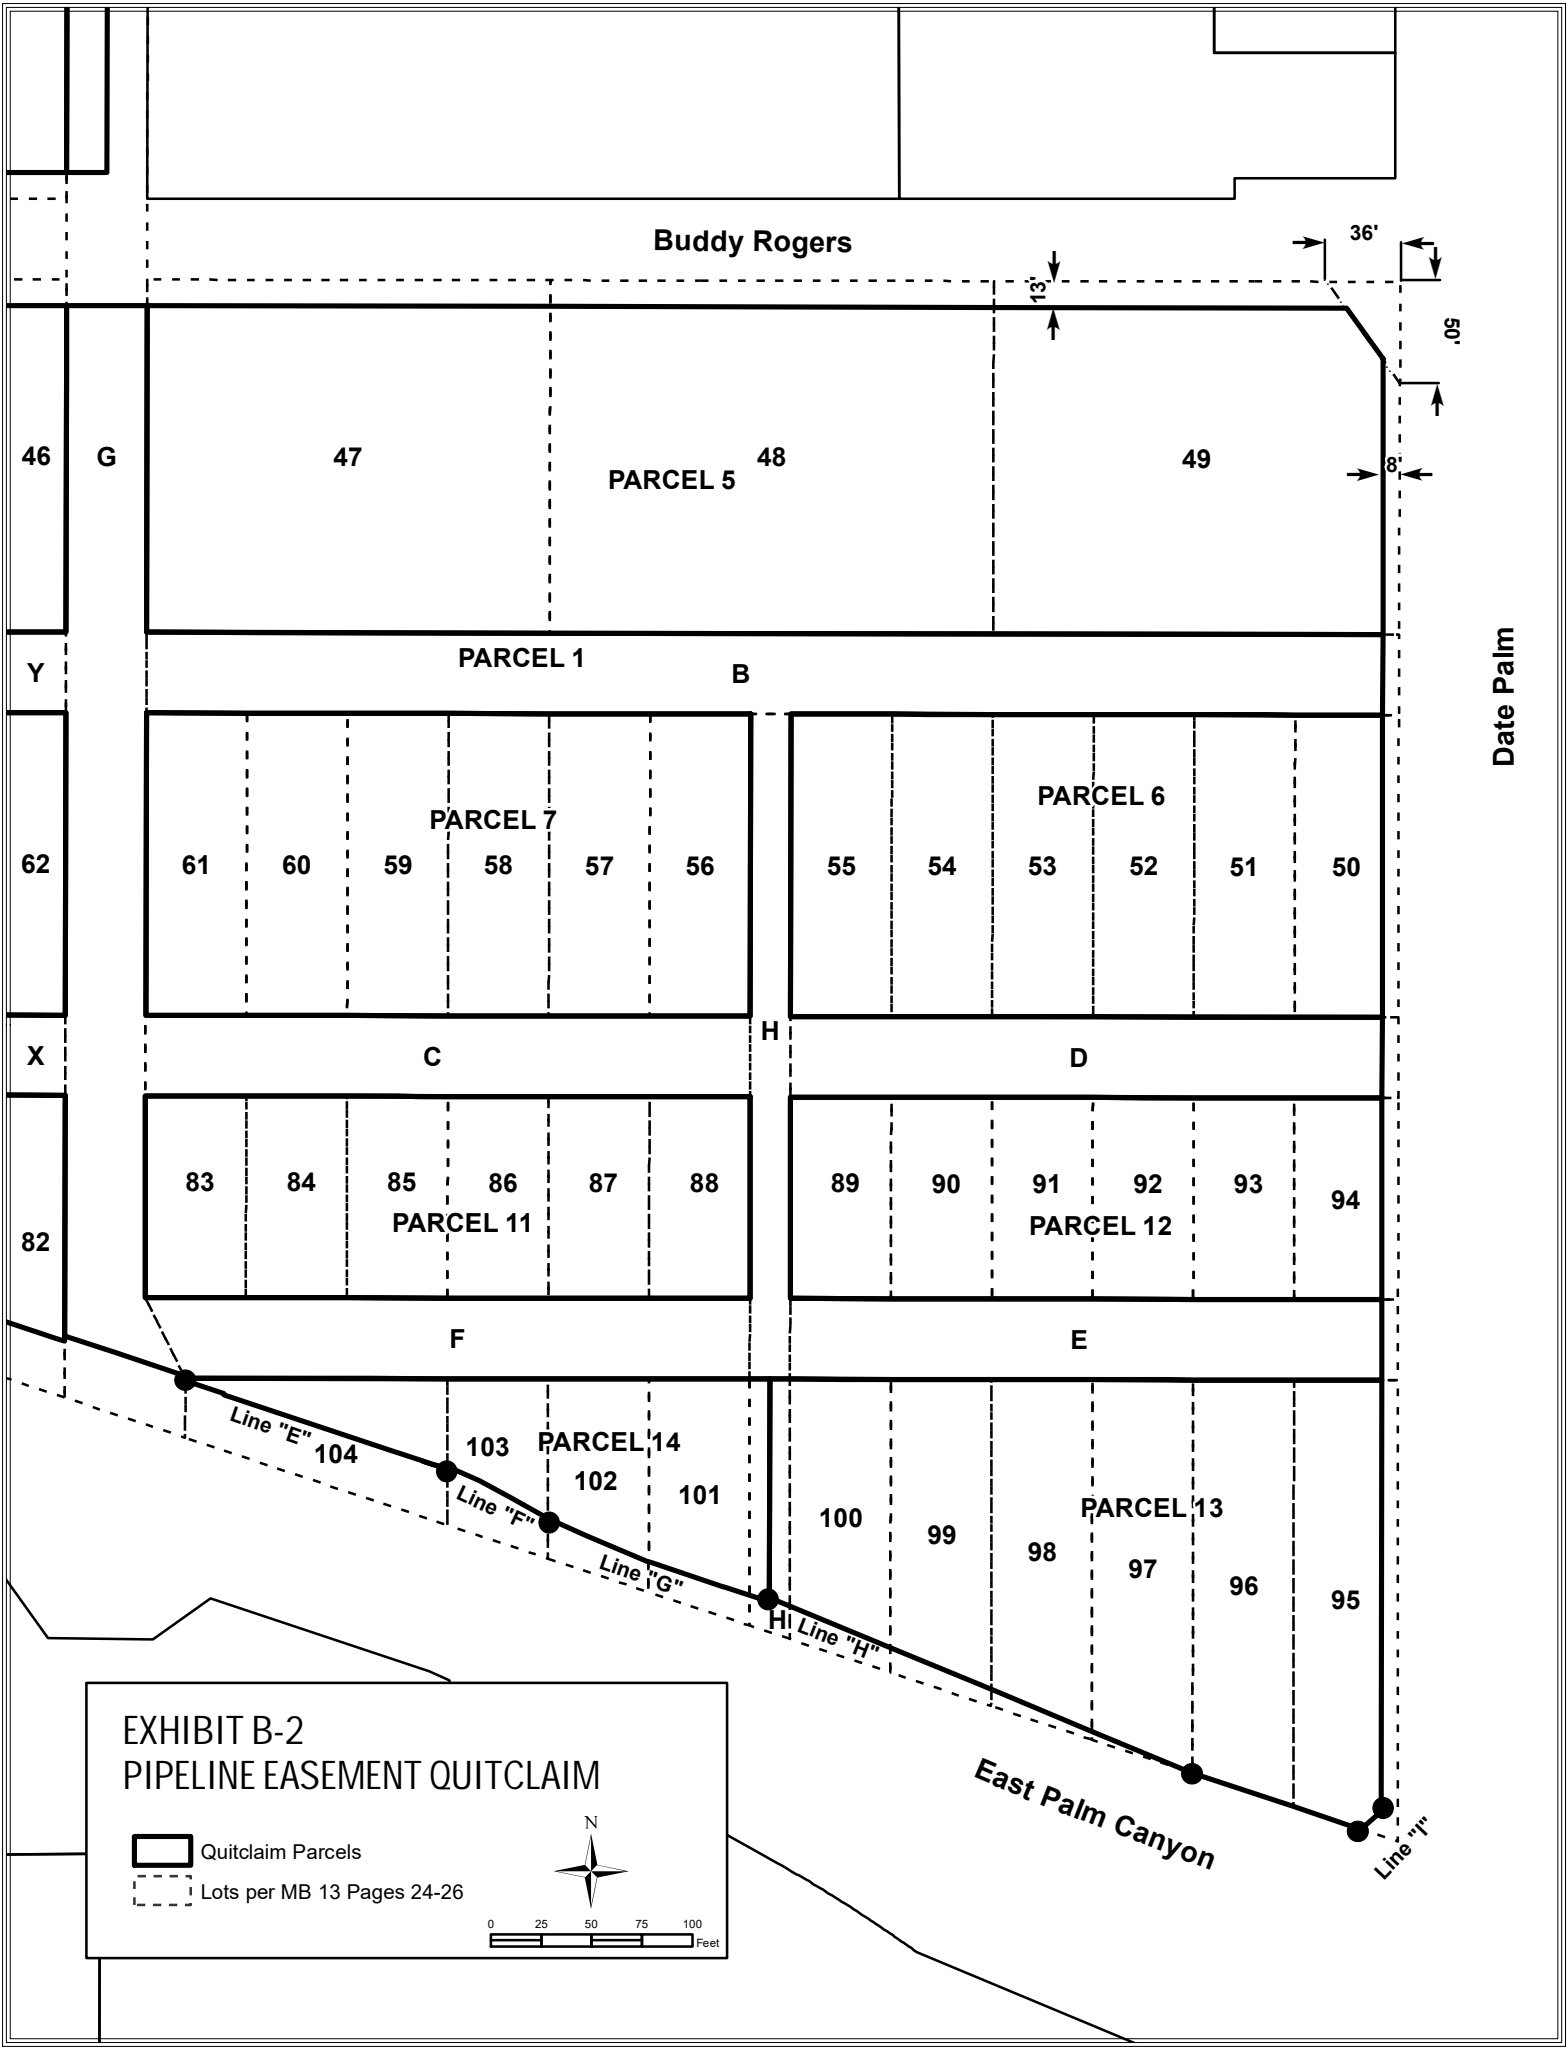 Buddy Rogers
36'
13'
50'
46
G
47
48
49
PARCEL 5
8'
Date Palm
Y
PARCEL 1
B
PARCEL 7
PARCEL 6
62
61
60
59
58
57
56
55
54
53
52
51
50
X
C
H
D
83
84
85
86
87
88
89
90
91
92
93
94
PARCEL 11
PARCEL 12
82
F
E
Line "E"
104
103
PARCEL 14
102
101
Line "F"
Line "G"
H
Line "H"
100
99
98
PARCEL 13
97
96
95
East Palm Canyon
Line "I"
EXHIBIT B-2
PIPELINE EASEMENT QUITCLAIM
Quitclaim Parcels
Lots per MB 13 Pages 24-26
N
0 25 50 75 100
Feet